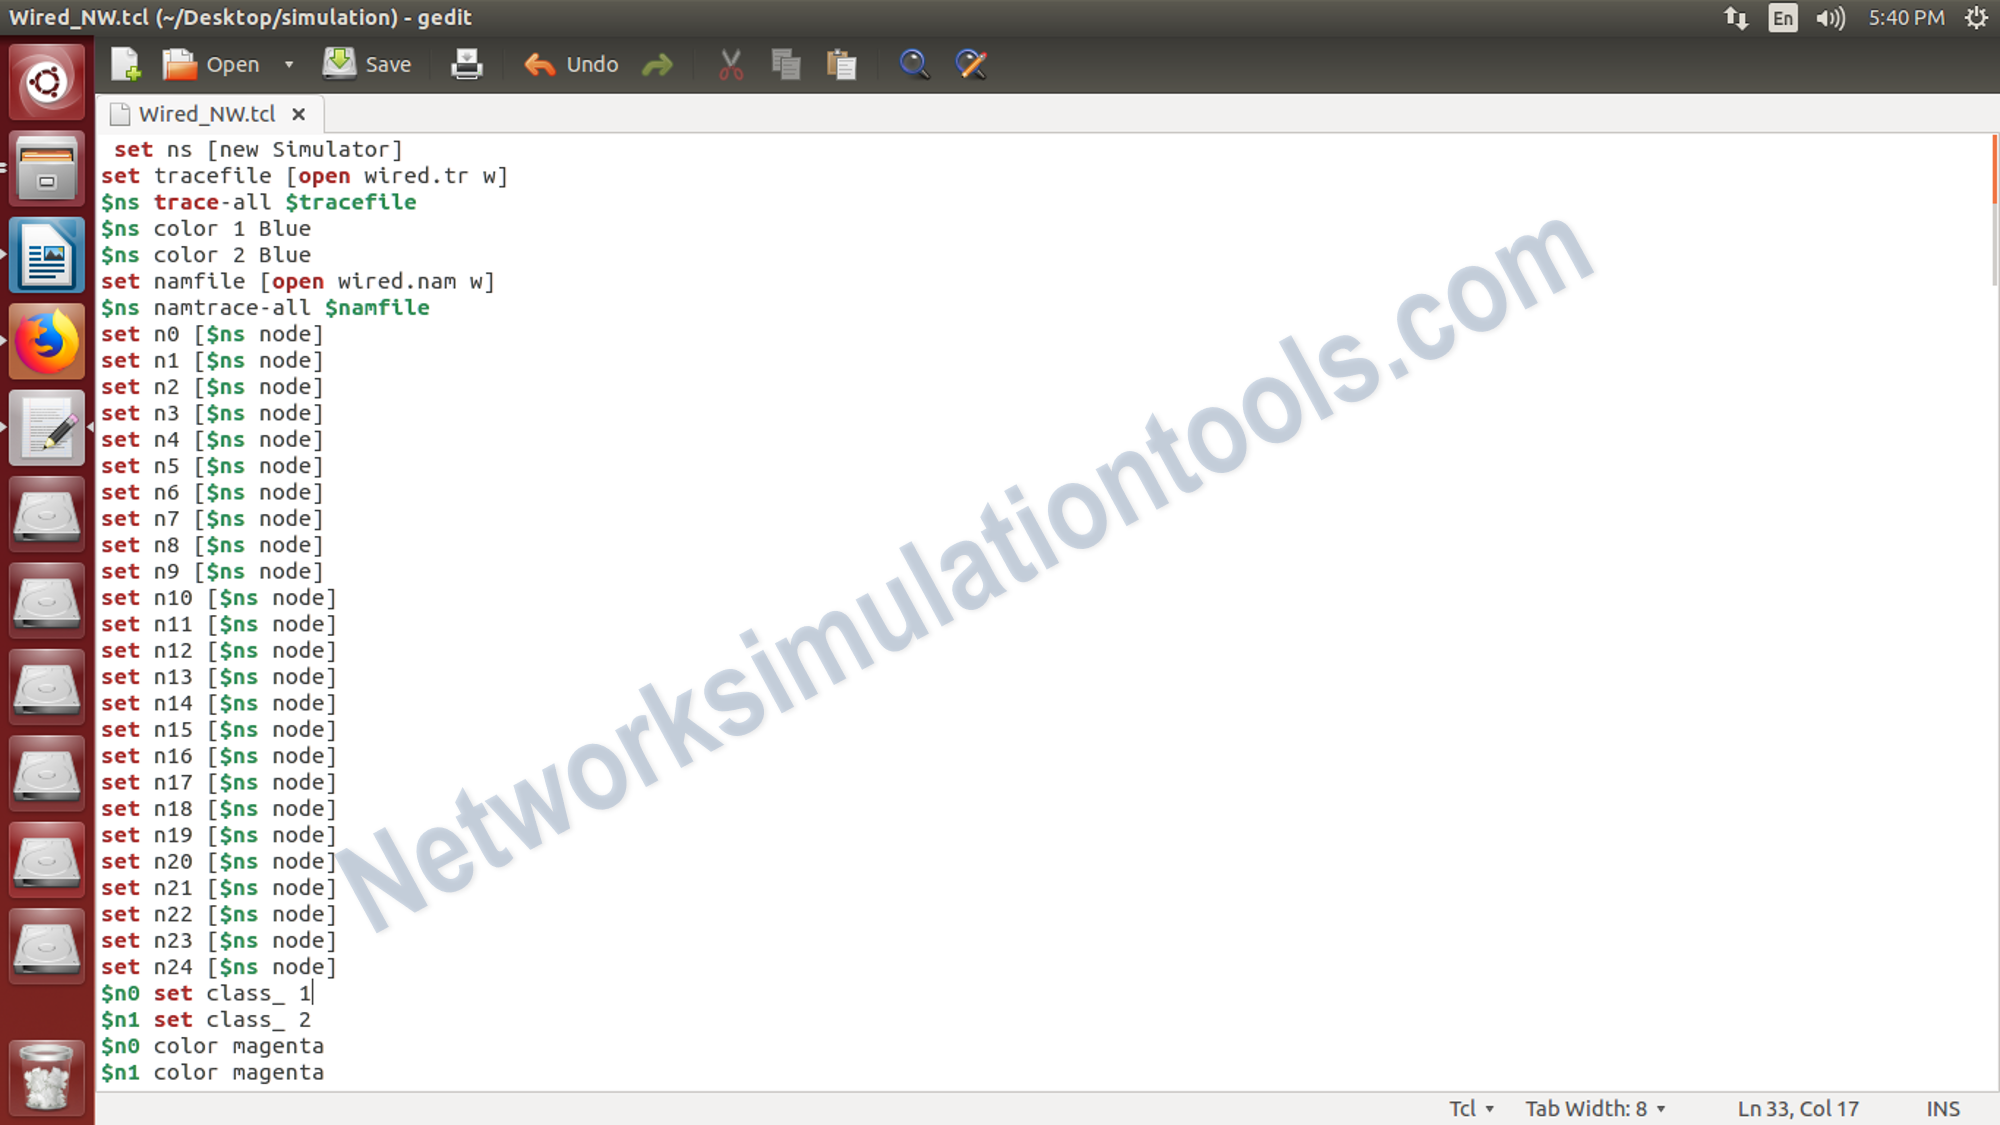 Wired_NW.tcl (~/Desktop/simulation) - gedit
En
5:40 PM
Open
Save
Undo
Wired_NW.tcl
set ns [new Simulator]
set tracefile [open wired.tr w]
$ns trace-all $tracefile
$ns color 1 Blue
$ns color 2 Blue
set namfile [open wired.nam w]
$ns namtrace-all $namfile
set n0 [$ns node]
set n1 [$ns node]
set n2 [$ns node]
set n3 [$ns node]
set n4 [$ns node]
set n5 [$ns node]
set n6 [$ns node]
set n7 [$ns node]
set n8 [$ns node]
set n9 [$ns node]
set n10 [$ns node]
set n11 [$ns node]
set n12 [$ns node]
set n13 [$ns node]
set n14 [$ns node]
set n15 [$ns node]
set n16 [$ns node]
set n17 [$ns node]
set n18 [$ns node]
set n19 [$ns node]
set n20 [$ns node]
set n21 [$ns node]
set n22 [$ns node]
set n23 [$ns node]
set n24 [$ns node]
$n0 set class_ 1
$n1 set class_ 2
$n0 color magenta
$n1 color magenta
Networksimulationtools.com
Tcl
Tab Width: 8
Ln 33, Col 17
INS